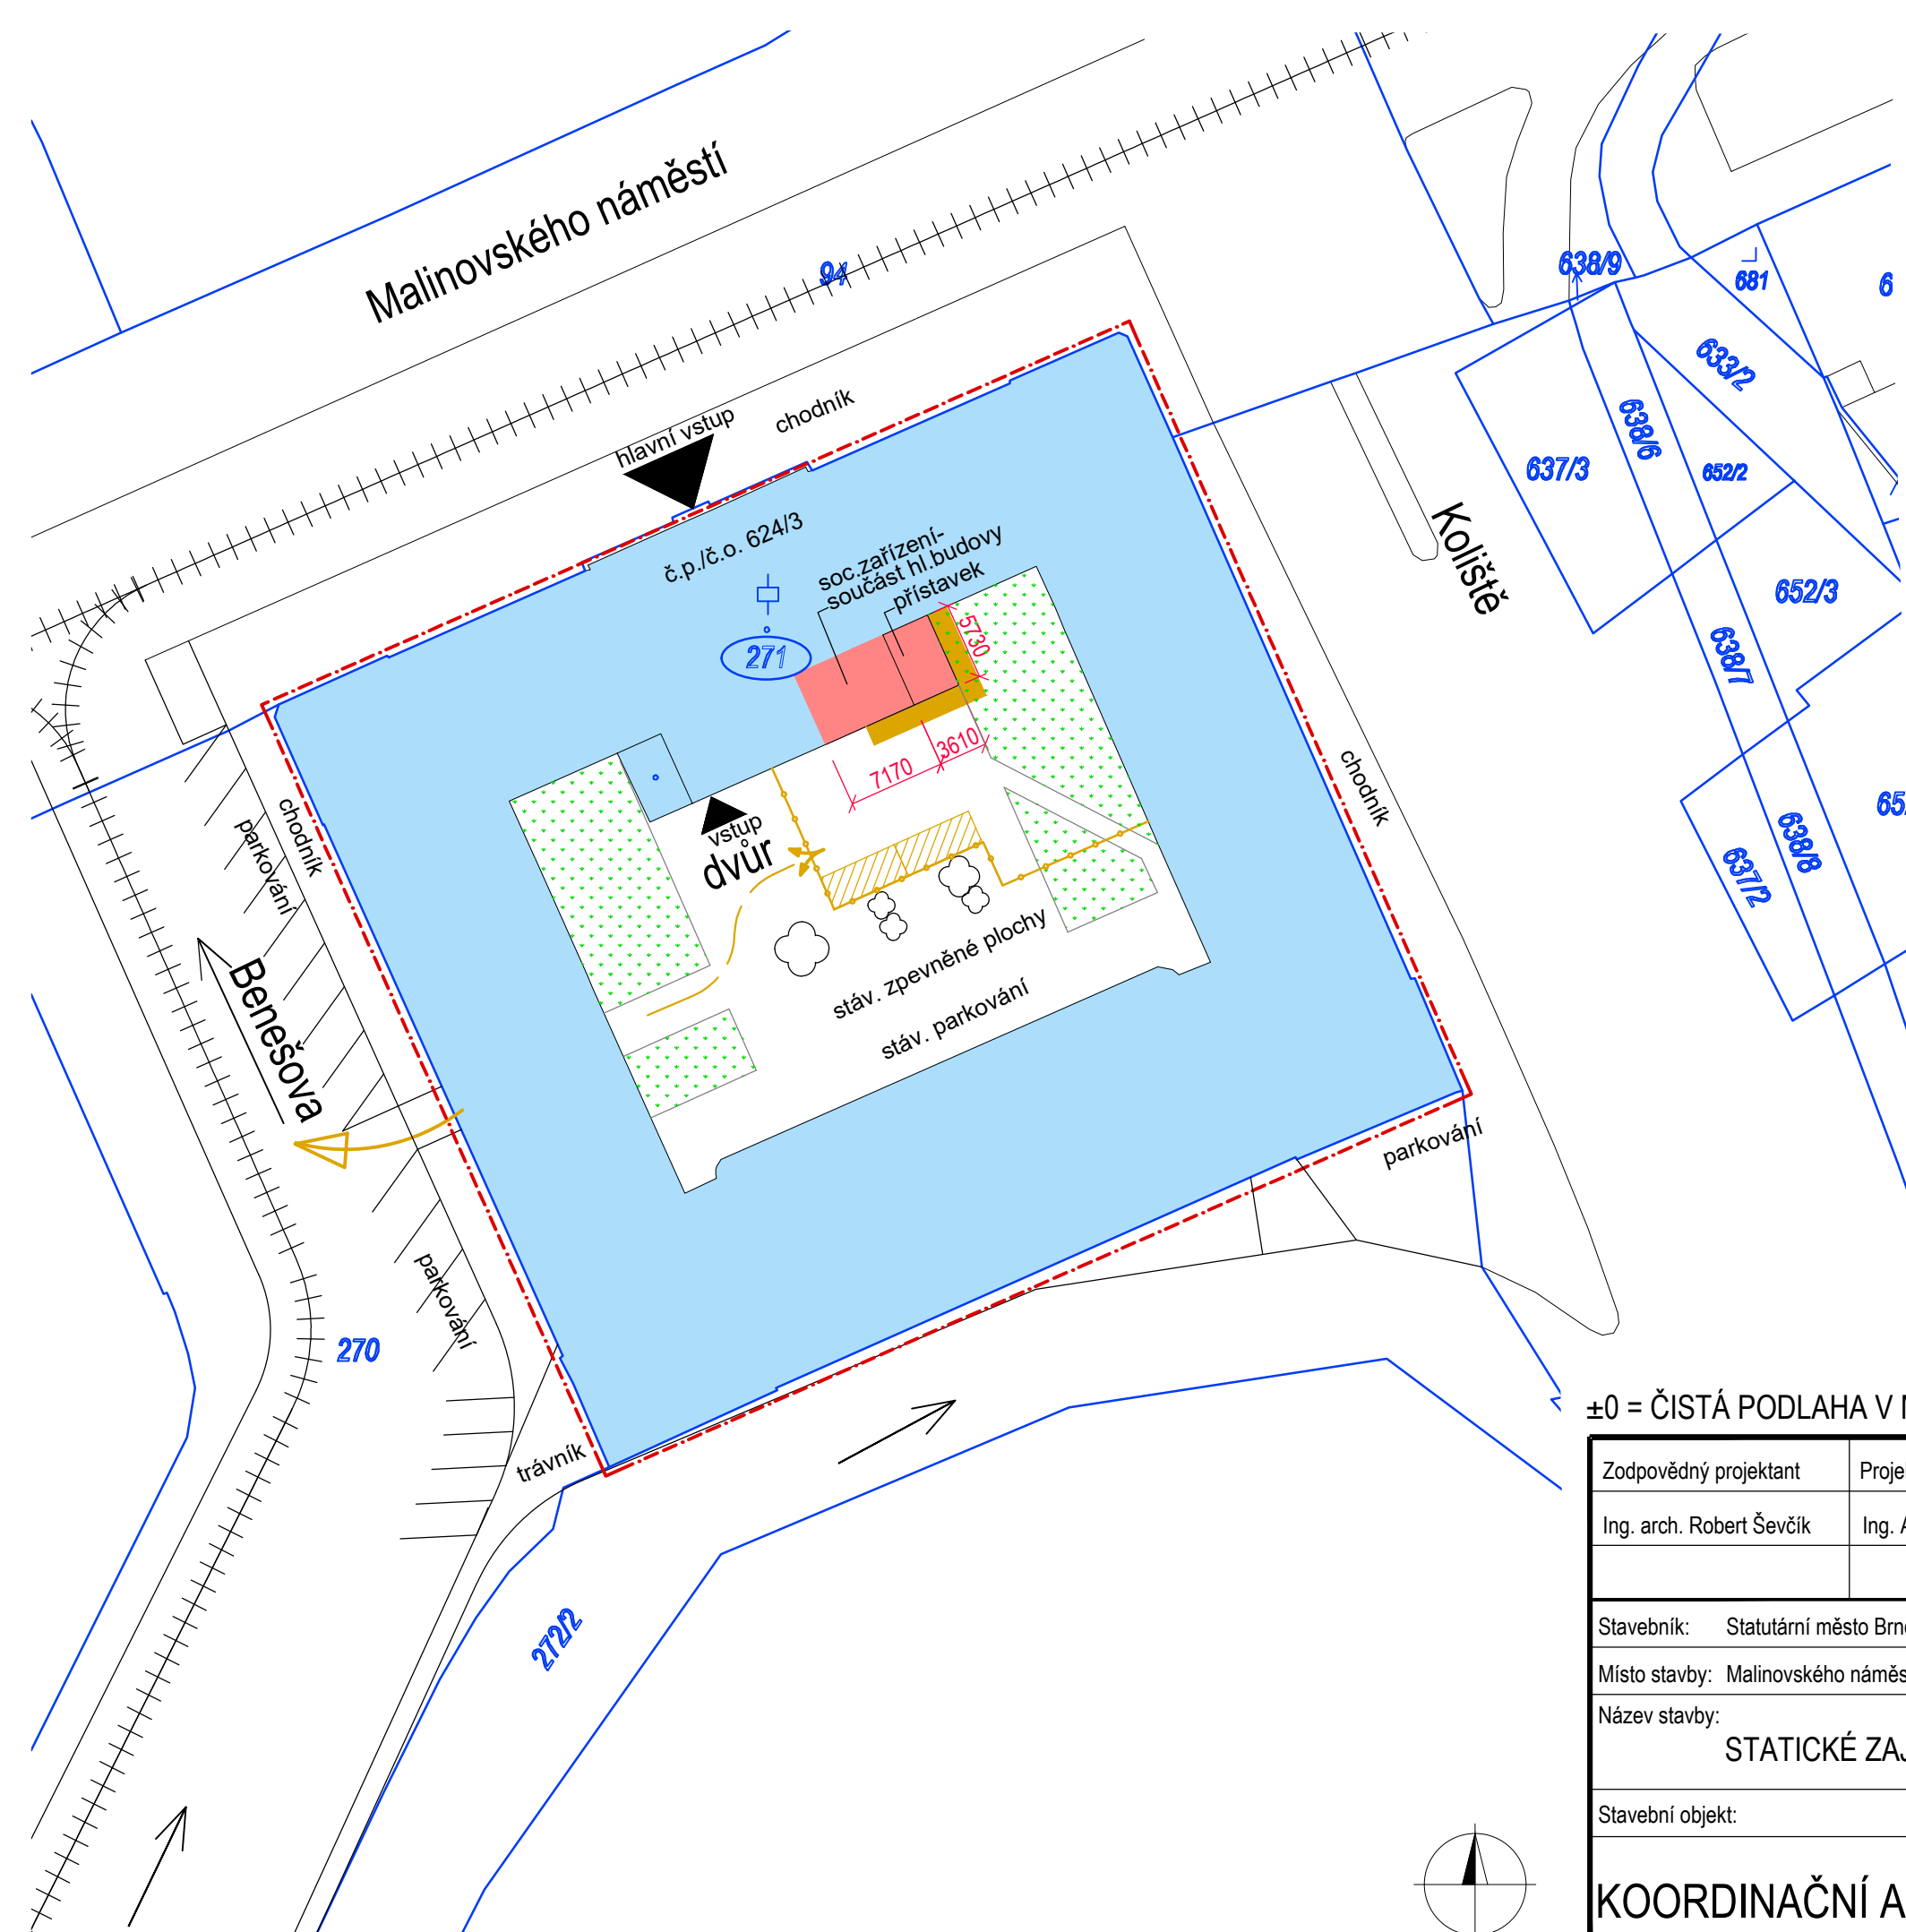 Malinovského náměstí
94
638/9
681
6
633/2
chodník
hlavní vstup
638/6
637/3
652/2
č.p./č.o. 624/3
soc.zařízení-
součást hl.budovy
přístavek
Koliště
652/3
5730
271
638/7
3610
7170
chodník
chodník
parkování
vstup
dvůr
638/8
637/2
stáv. zpevněné plochy
stáv. parkování
Benešova
parkování
parkování
270
trávník
272/2
±0 = ČISTÁ PODLAHA V
Zodpovědný projektant
Ing. arch. Robert Ševčík
Ing.
Stavebník: Statutární město
Místo stavby: Malinovského
Název stavby:
STATICKÉ
Stavební objekt:
KOORDINAČNÍ